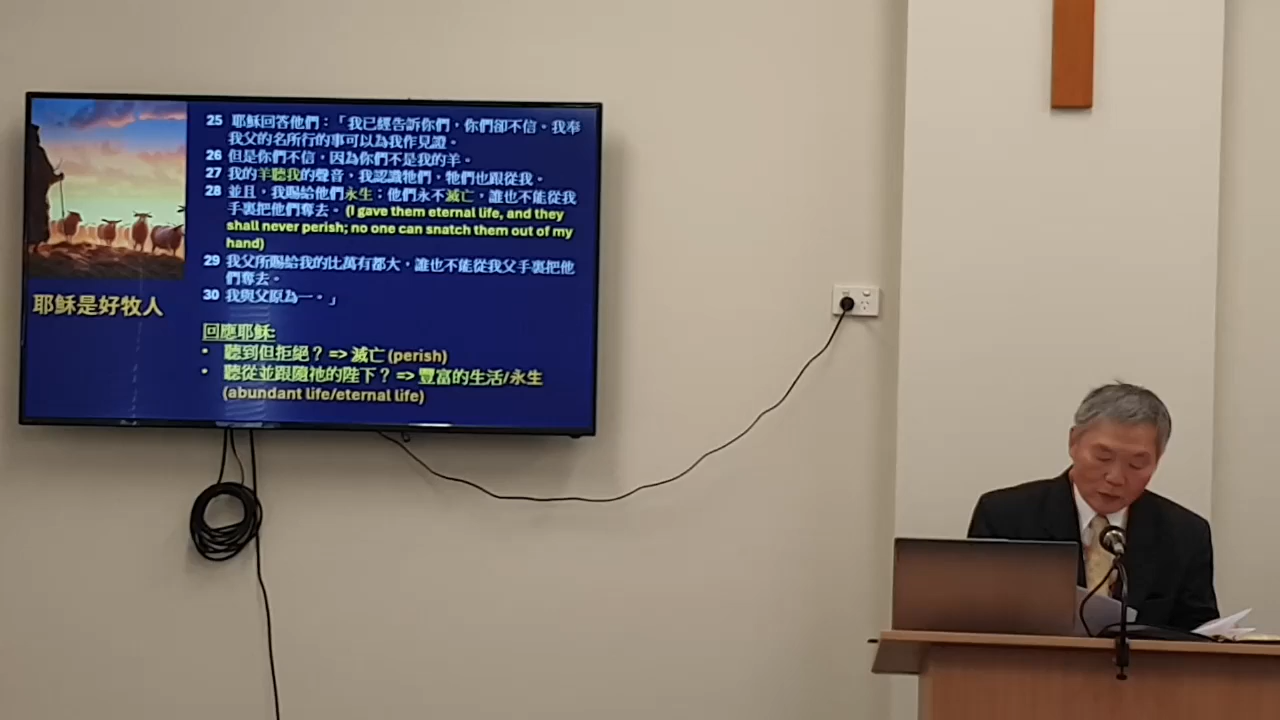 25 耶穌回答他們：「我已經告訴你們，你們卻不信。我奉
我父的名所行的事可以為我作見證。
26 但是你們不信，因為你們不是我的羊。
27 我的羊聽我的聲音，我認識牠們，牠們也跟從我。
28 並且，我賜給他們永生；他們永不滅亡，誰也不能從我
手裏把他們奪去。(I gave them eternal life, and they
shall never perish; no one can snatch them out of my
hand)
29 我父所賜給我的比萬有都大，誰也不能從我父手裏把他
們奪去。
30 我與父原為一。」
耶穌是好牧人
回應耶穌:
• 聽到但拒絕？=> 滅亡 (perish)
• 聽從並跟隨祂的陛下？=> 豐富的生活/永生
(abundant life/eternal life)